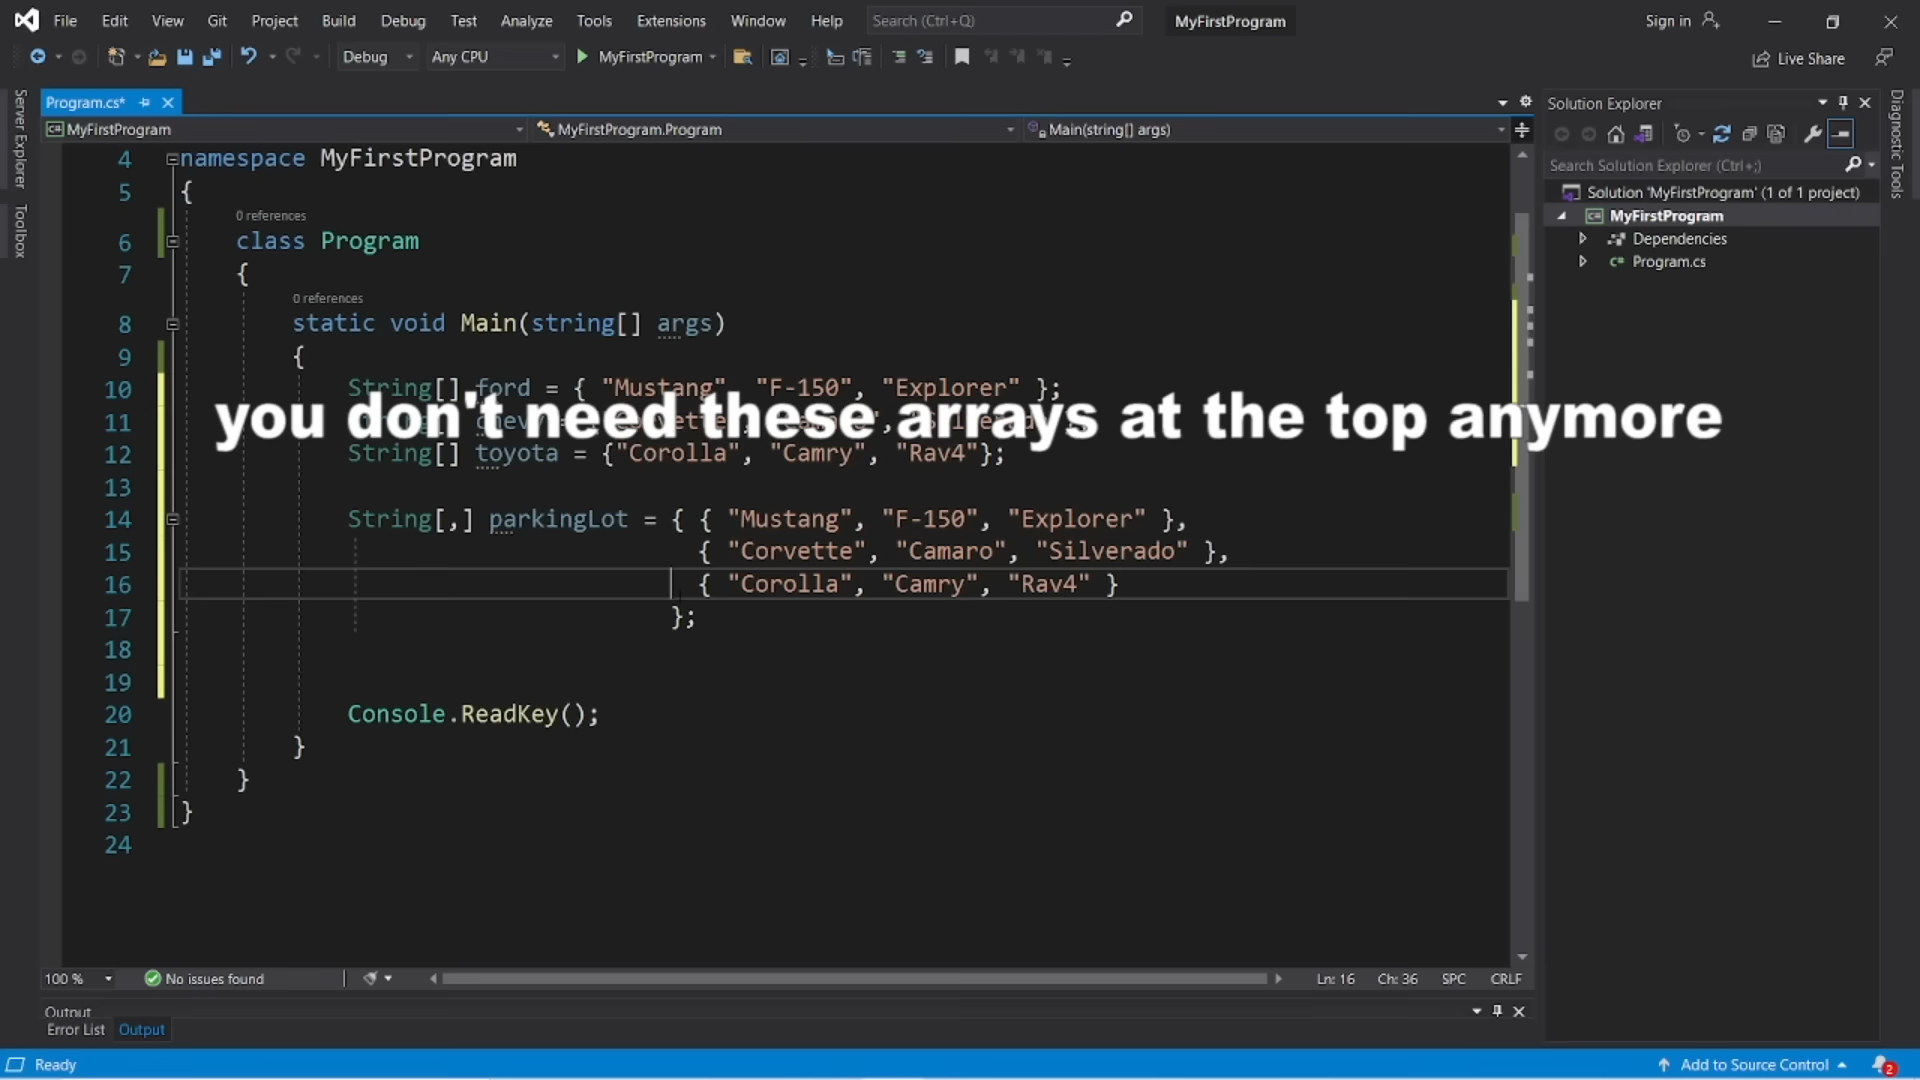 File Edit View Git Project Build Debug Test Analyze Tools Extensions Window Help Search (Ctrl+Q) MyFirstProgram Sign in
Debug Any CPU MyFirstProgram Live Share
Server Explorer
Toolbox
Program.cs*
MyFirstProgram MyFirstProgram.Program Main(string[] args)
4 namespace MyFirstProgram
5 {
0 references
6 class Program
7 {
0 references
8 static void Main(string[] args)
9 {
10 String[] ford = { "Mustang", "F-150", "Explorer" };
you don't need these arrays at the top anymore
11
12 String[] toyota = {"Corolla", "Camry", "Rav4"};
13
14 String[,] parkingLot = { { "Mustang", "F-150", "Explorer" },
15 { "Corvette", "Camaro", "Silverado" },
16 { "Corolla", "Camry", "Rav4" }
17 };
18
19
20 Console.ReadKey();
21 }
22 }
23 }
24
100 % No issues found Ln: 16 Ch: 36 SPC CRLF
Output
Error List Output
Ready Add to Source Control 2
Solution Explorer
Search Solution Explorer (Ctrl+;)
Solution 'MyFirstProgram' (1 of 1 project)
MyFirstProgram
Dependencies
C# Program.cs
Diagnostic Tools